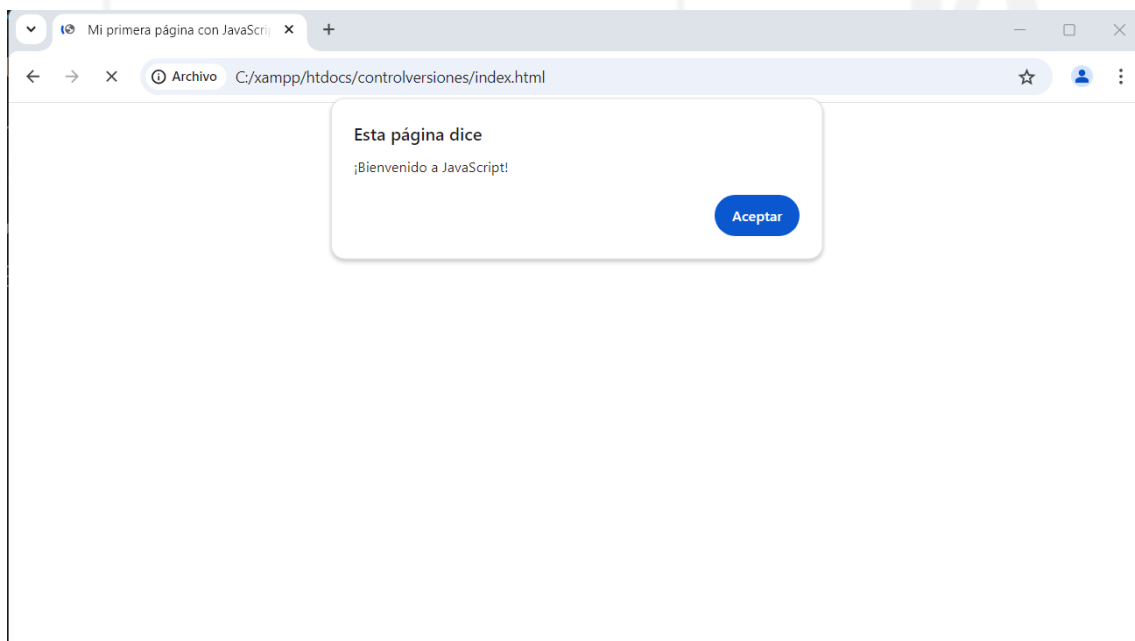 Mi primera página con JavaScri
Archivo C:/xampp/htdocs/controlversiones/index.html
Esta página dice
¡Bienvenido a JavaScript!
Aceptar